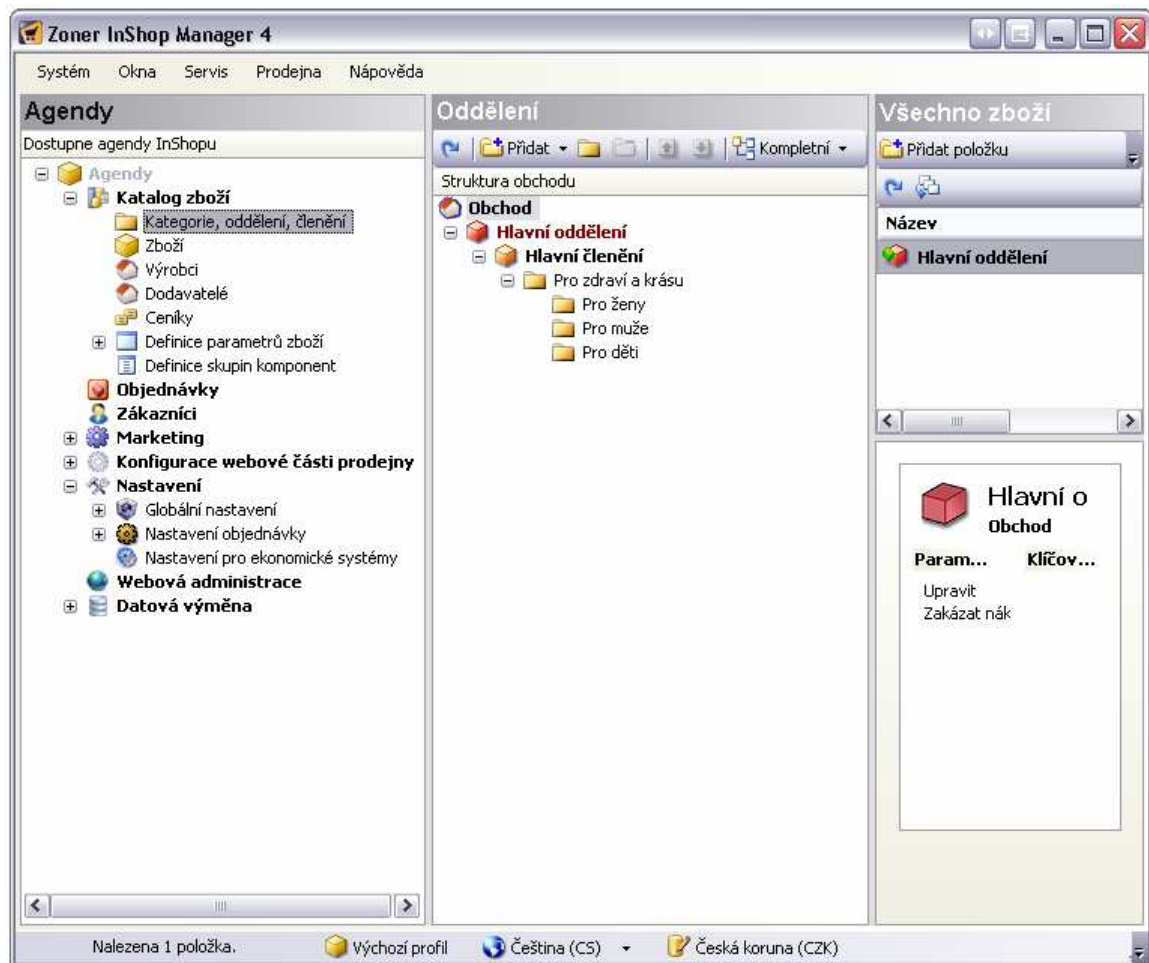 Zoner InShop Manager 4
Systém Okna Servis Prodejna Nápověda
Agendy
Dostupne agendy InShopu
Agendy
Katalog zboží
Kategorie, oddělení, členění
Zboží
Výrobci
Dodavatelé
Ceníky
Definice parametrů zboží
Definice skupin komponent
Objednávky
Zákazníci
Marketing
Konfigurace webové části prodejny
Nastavení
Globální nastavení
Nastavení objednávky
Nastavení pro ekonomické systémy
Webová administrace
Datová výměna
Oddělení
Přidat Kompletní
Struktura obchodu
Obchod
Hlavní oddělení
Hlavní členění
Pro zdraví a krásu
Pro ženy
Pro muže
Pro děti
Všechno zboží
Přidat položku
Název
Hlavní oddělení
Hlavní o
Obchod
Param... Klíčov...
Upravit
Zakázat nák
Nalezena 1 položka. Výchozí profil Čeština (CS) Česká koruna (CZK)